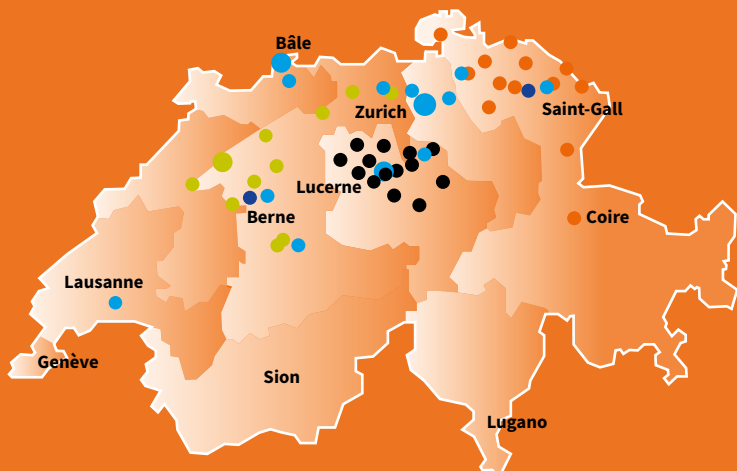 Bâle
Zurich
Saint-Gall
Lucerne
Berne
Coire
Lausanne
Genève
Sion
Lugano